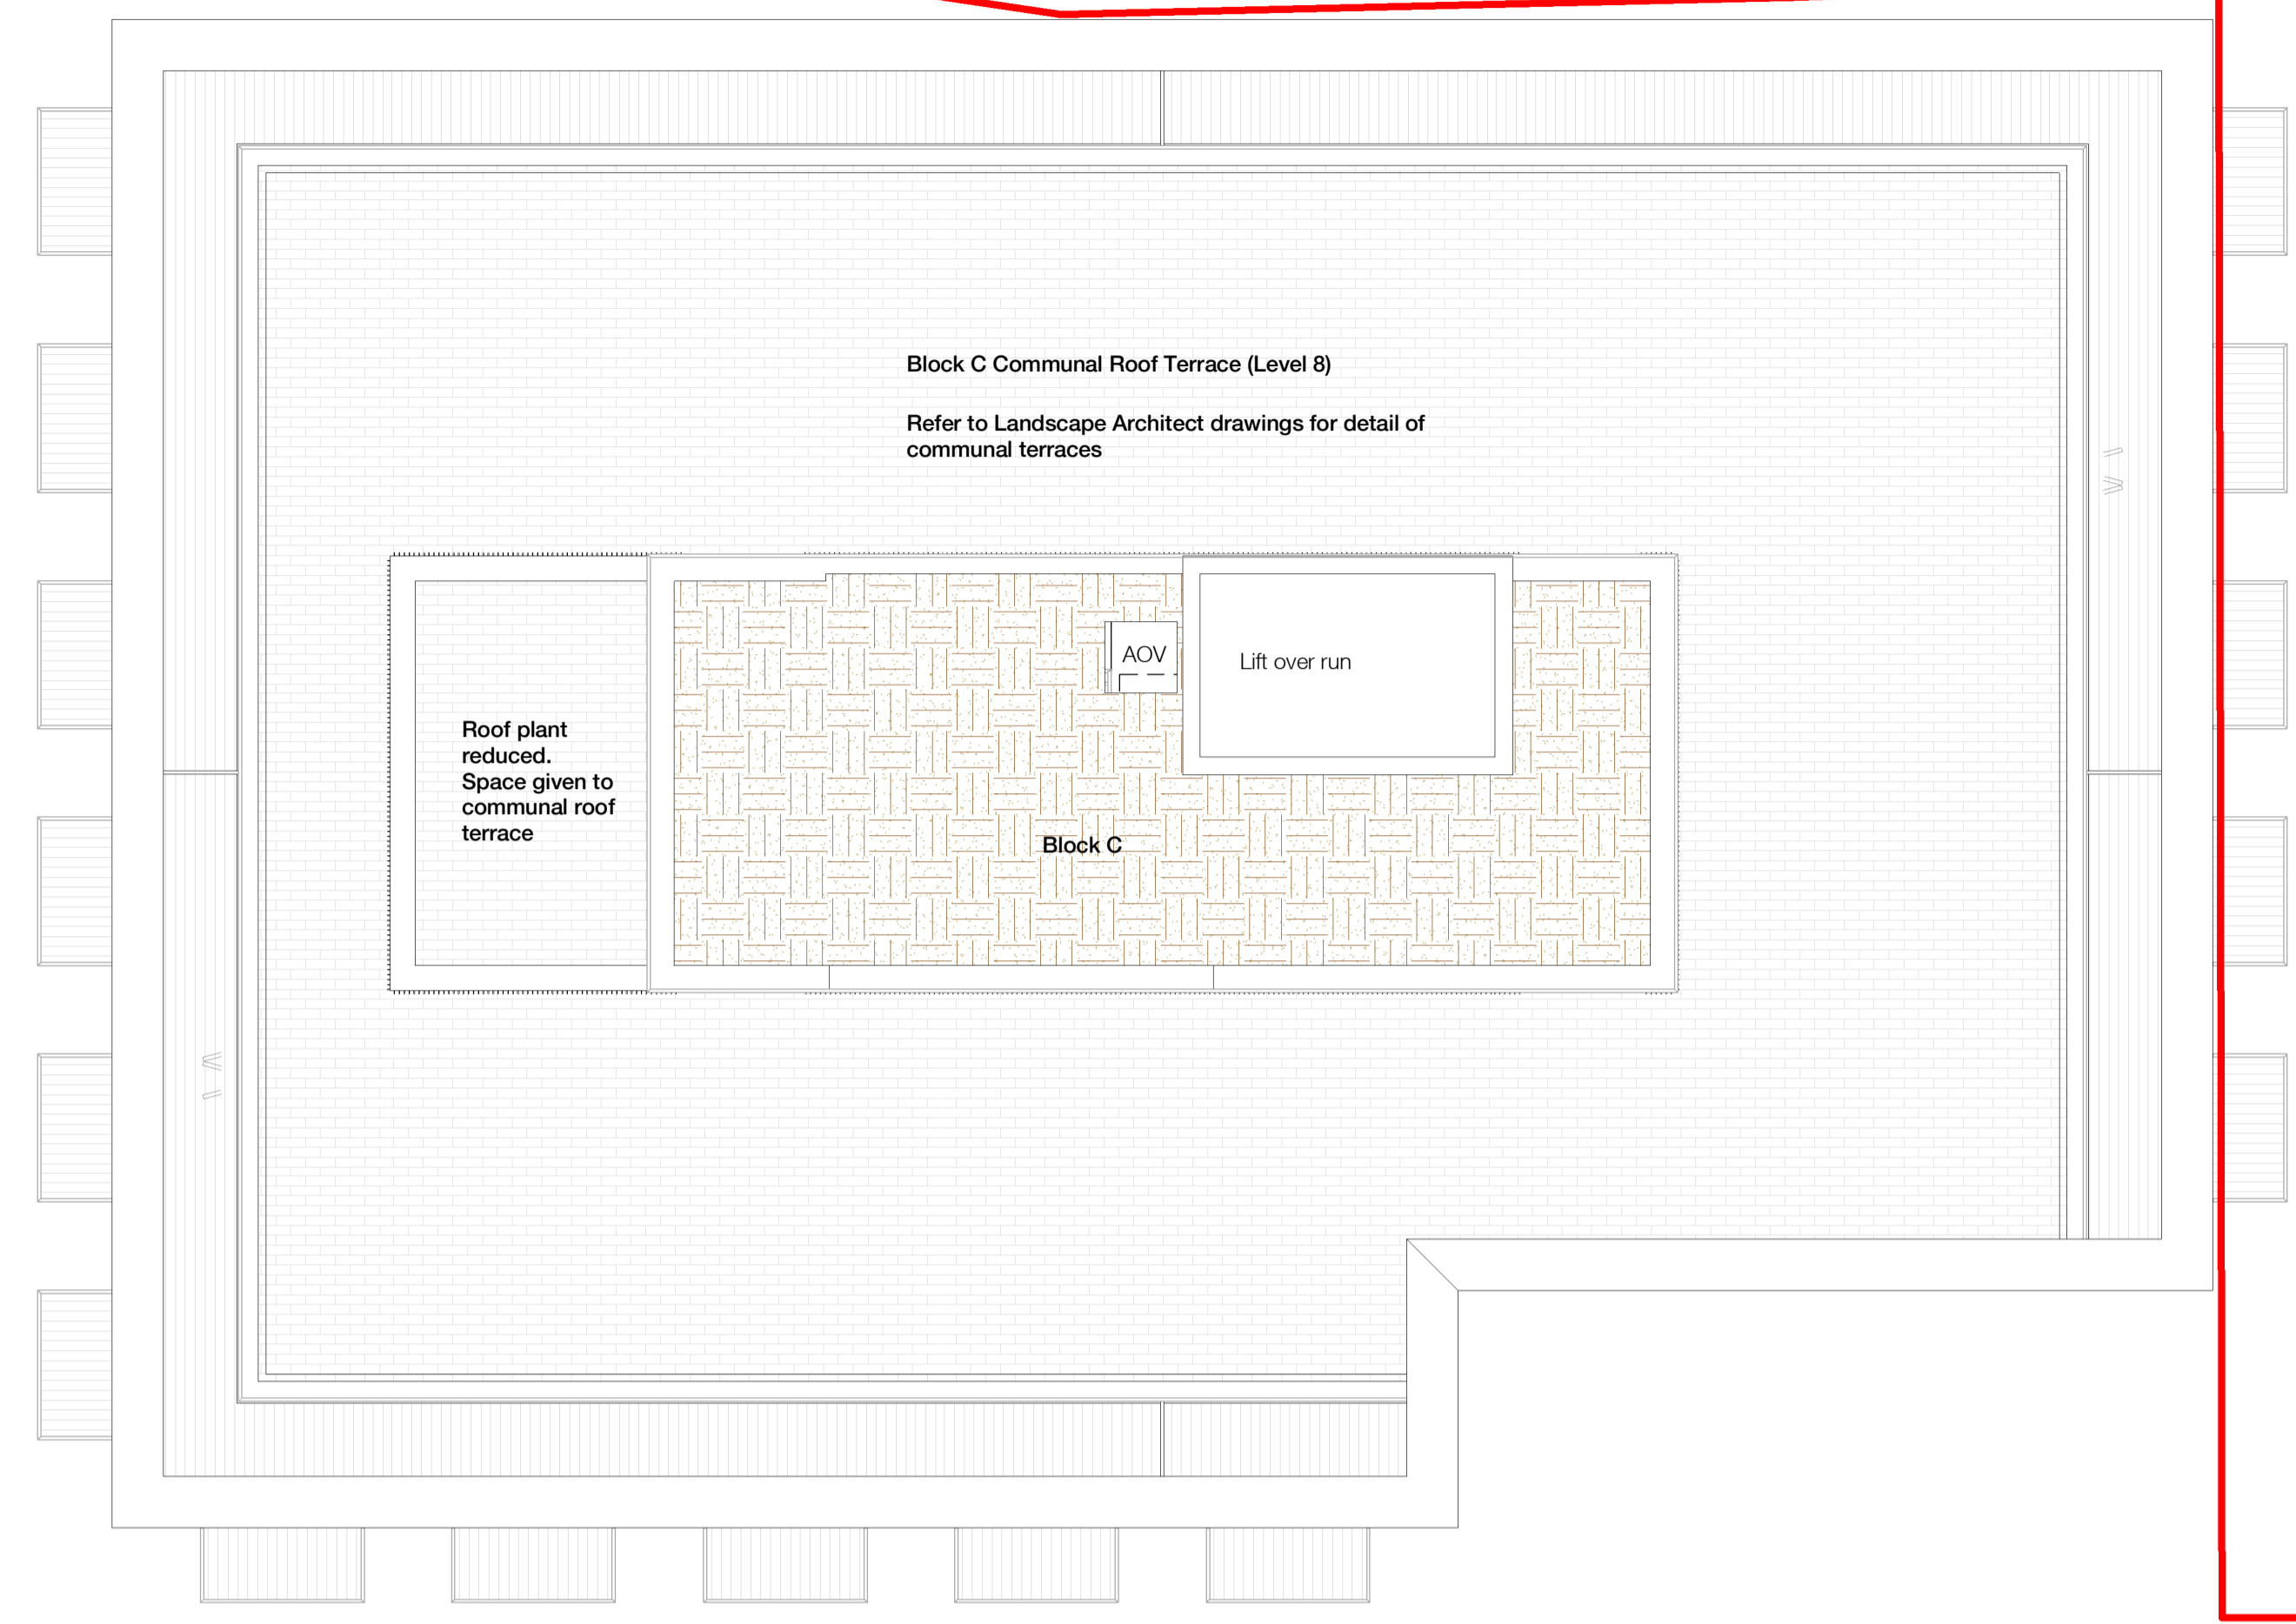 Block C Communal Roof Terrace (Level 8)
Refer to Landscape Architect drawings for detail of
communal terraces
AOV
Lift over run
Roof plant
reduced.
Space given to
communal roof
terrace
Block C